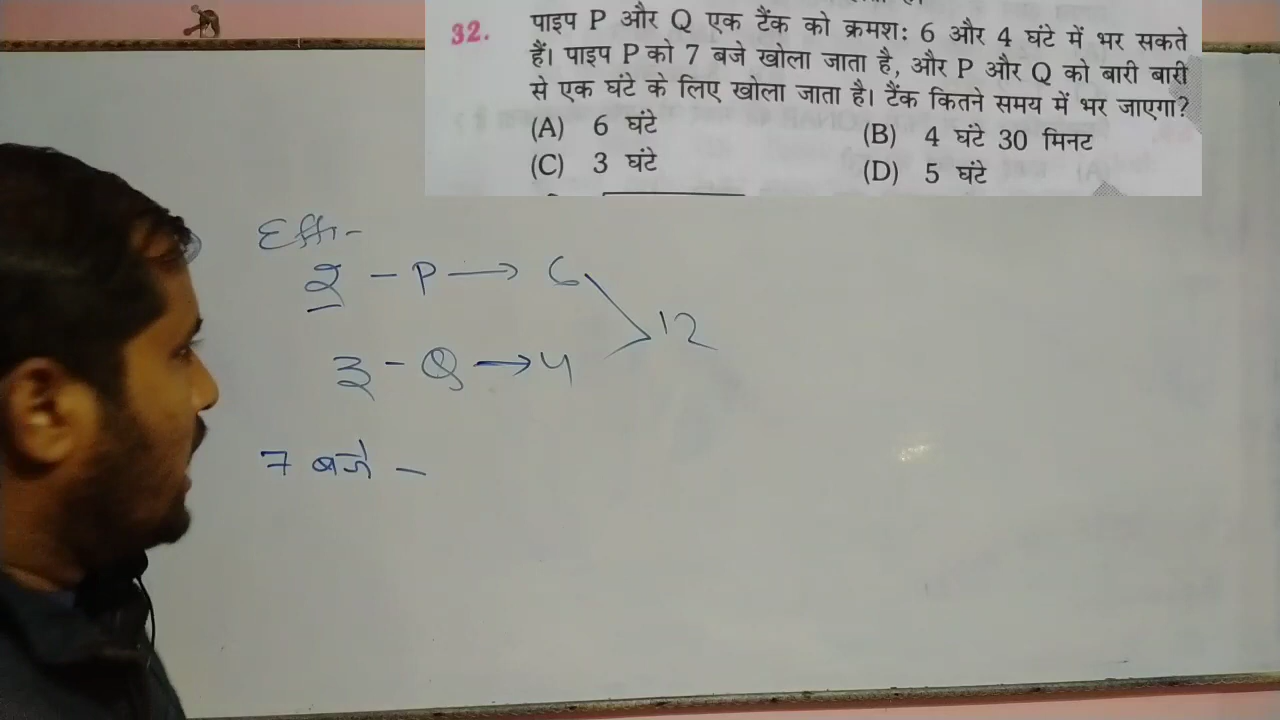 32. पाइप P और Q एक टैंक को क्रमश: 6 और 4 घंटे में भर सकते
हैं। पाइप P को 7 बजे खोला जाता है, और P और Q को बारी बारी
से एक घंटे के लिए खोला जाता है। टैंक कितने समय में भर जाएगा?
(A) 6 घंटे (B) 4 घंटे 30 मिनट
(C) 3 घंटे (D) 5 घंटे
Effi-
2 - P → 6
12
3 - Q → 4
7 बजे -